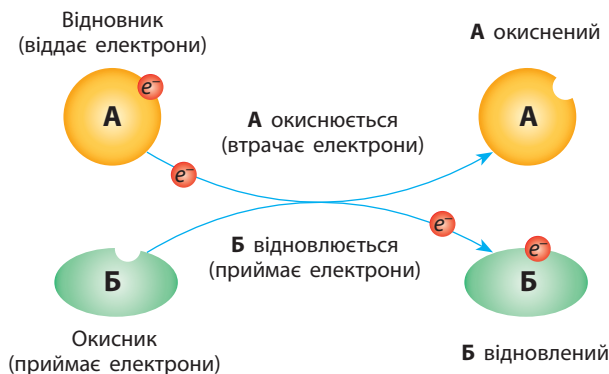 Відновник
(віддає електрони)
А окиснений
e⁻
А
А
А окиснюється
(втрачає електрони)
e⁻
e⁻
Б відновлюється
(приймає електрони)
e⁻
Б
Б
Окисник
(приймає електрони)
Б відновлений